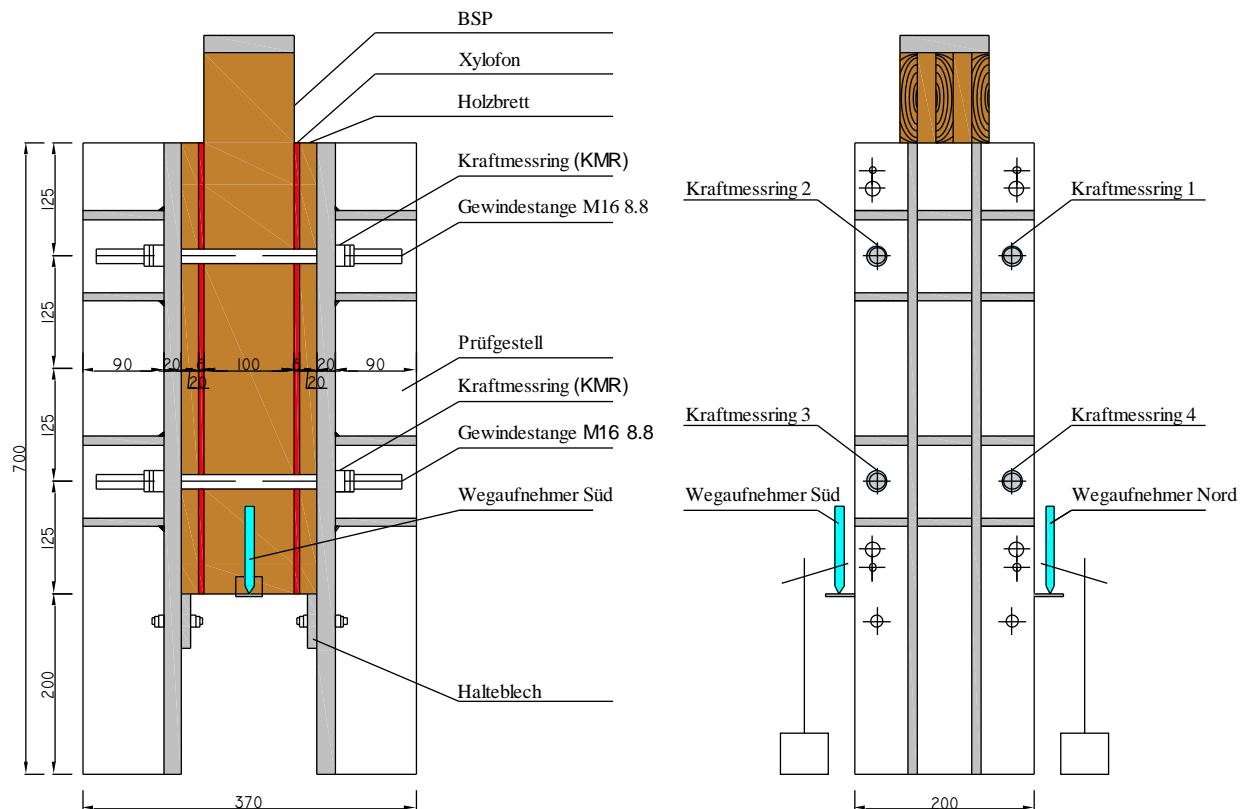 BSP
Xylofon
Holzbrett
Kraftmessring (KMR)
Gewindestange M16 8.8
Prüfgestell
Kraftmessring (KMR)
Gewindestange M16 8.8
Wegaufnehmer Süd
Halteblech
125
125
125
125
200
700
90
20
6
100
6
20
90
20
20
370
Kraftmessring 2
Kraftmessring 1
Kraftmessring 3
Kraftmessring 4
Wegaufnehmer Süd
Wegaufnehmer Nord
200